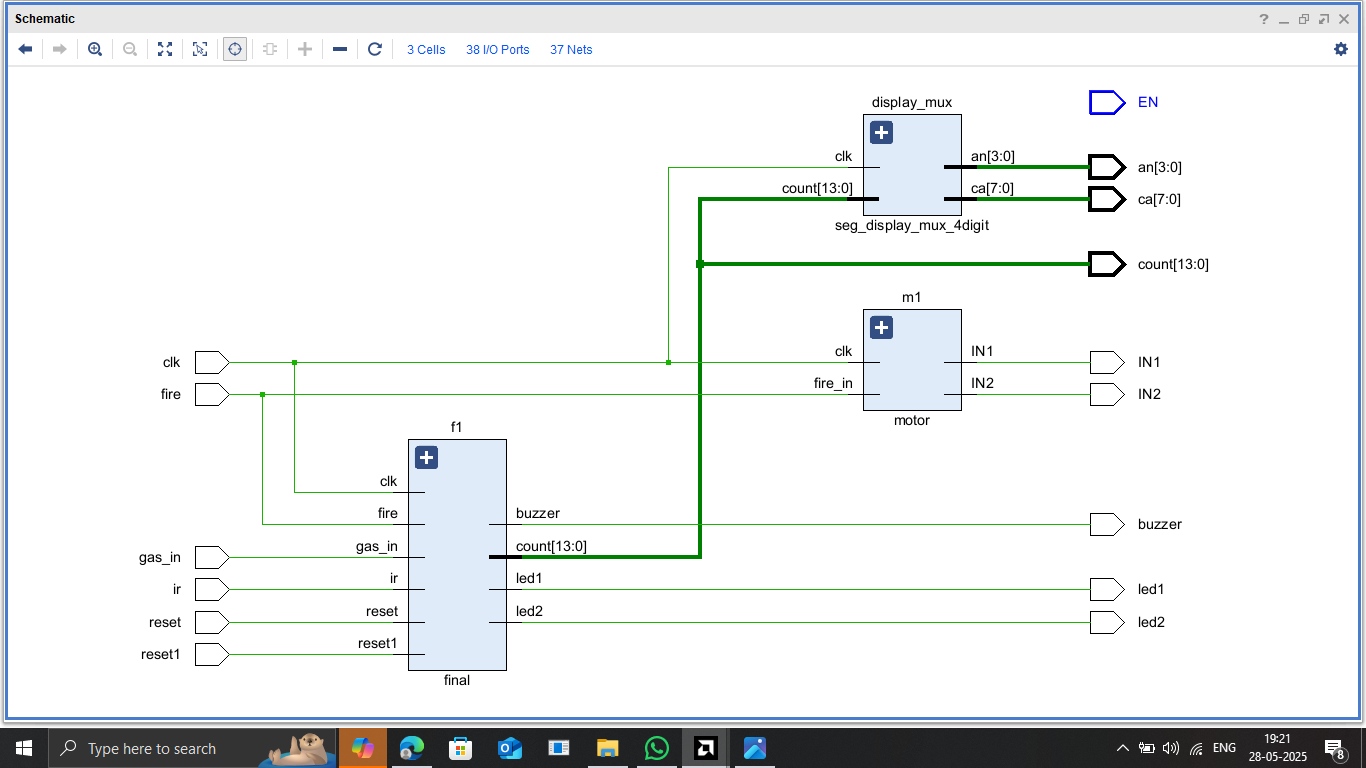 Schematic
3 Cells 38 I/O Ports 37 Nets
display_mux
EN
clk
an[3:0]
an[3:0]
count[13:0]
ca[7:0]
ca[7:0]
seg_display_mux_4digit
count[13:0]
m1
clk
clk
IN1
IN1
fire
fire_in
IN2
IN2
motor
f1
clk
fire
buzzer
buzzer
gas_in
gas_in
count[13:0]
ir
ir
led1
led1
reset
reset
led2
led2
reset1
reset1
final
Type here to search
ENG
19:21
28-05-2025
8